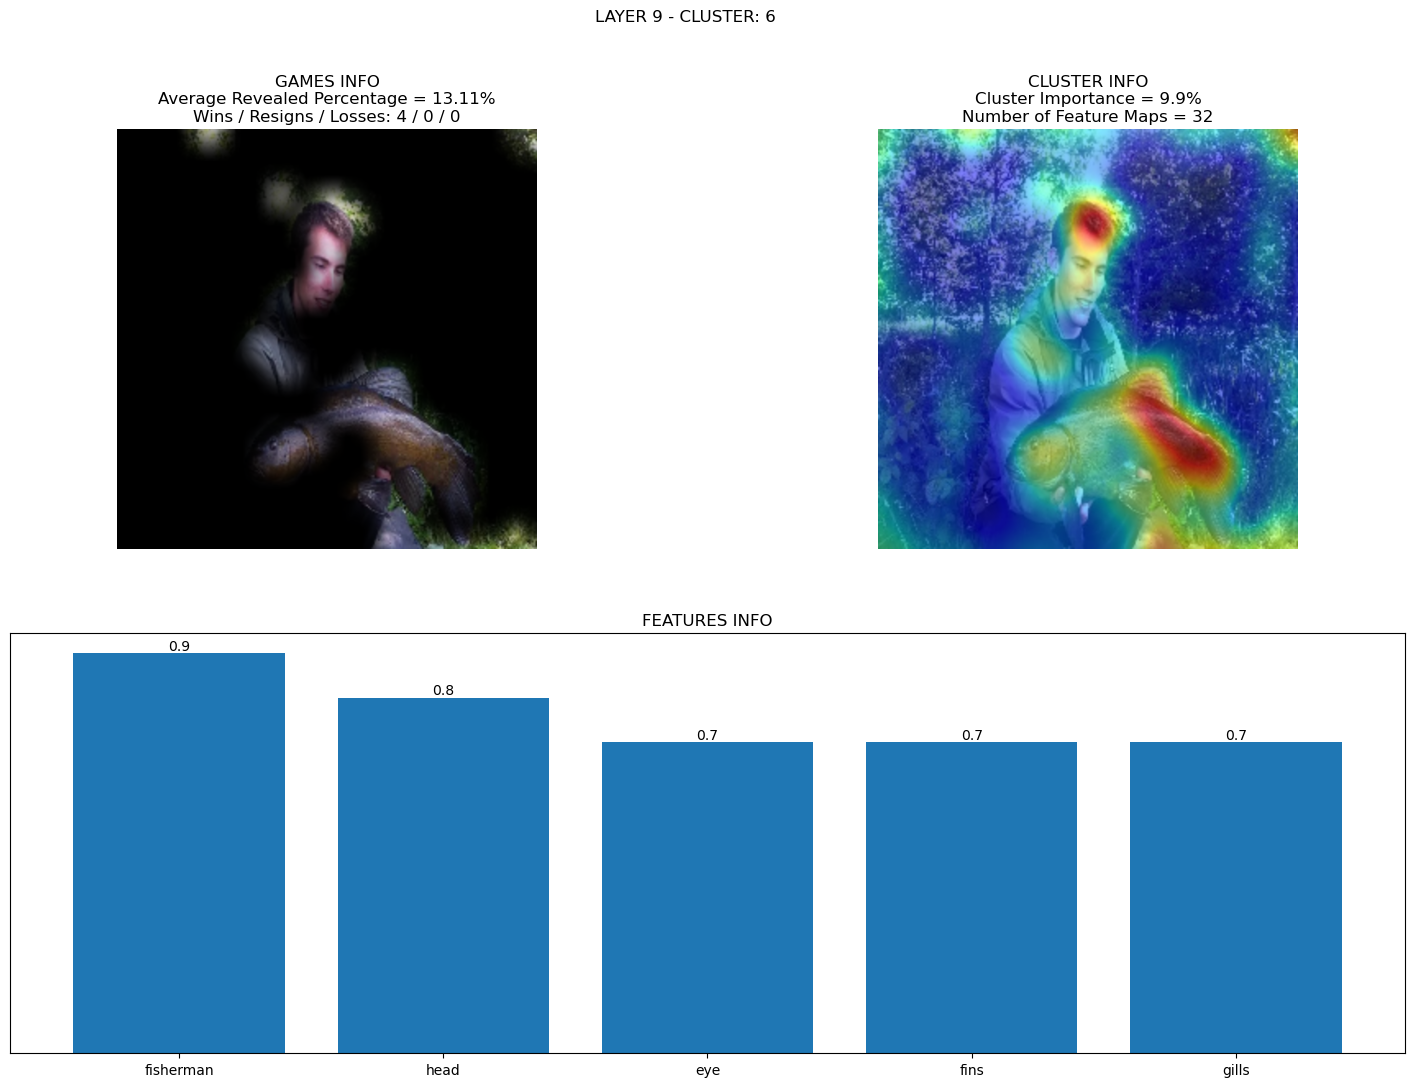 LAYER 9 - CLUSTER: 6
GAMES INFO
Average Revealed Percentage = 13.11%
Wins / Resigns / Losses: 4 / 0 / 0
CLUSTER INFO
Cluster Importance = 9.9%
Number of Feature Maps = 32
FEATURES INFO
0.9
0.8
0.7
0.7
0.7
fisherman
head
eye
fins
gills